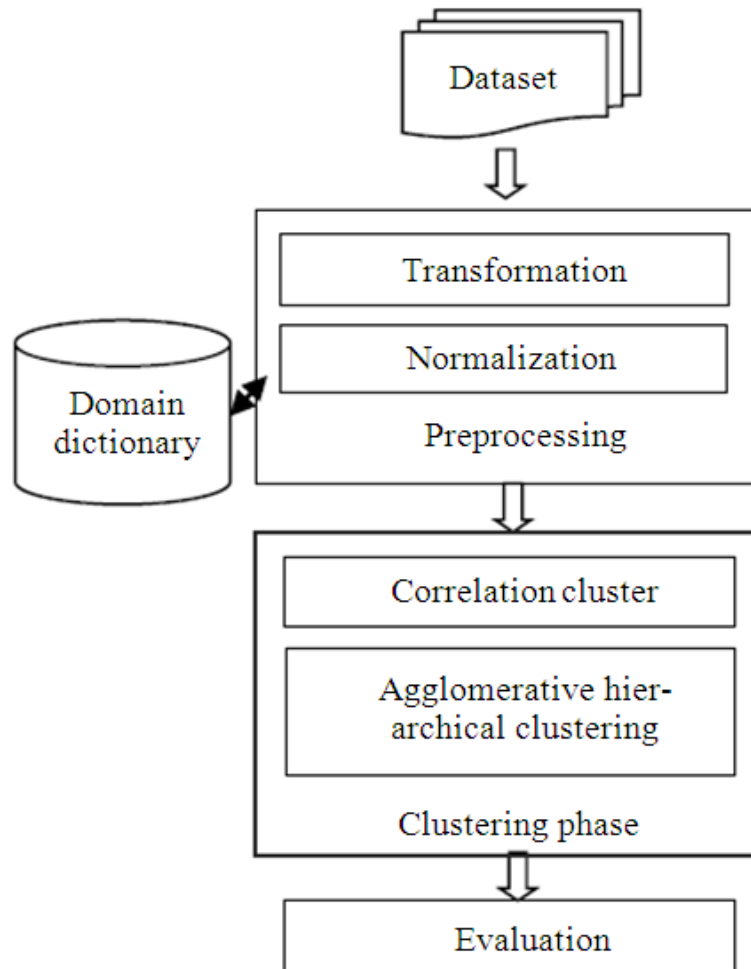 Dataset
Transformation
Normalization
Domain
dictionary
Preprocessing
Correlation cluster
Agglomerative hier-
archical clustering
Clustering phase
Evaluation